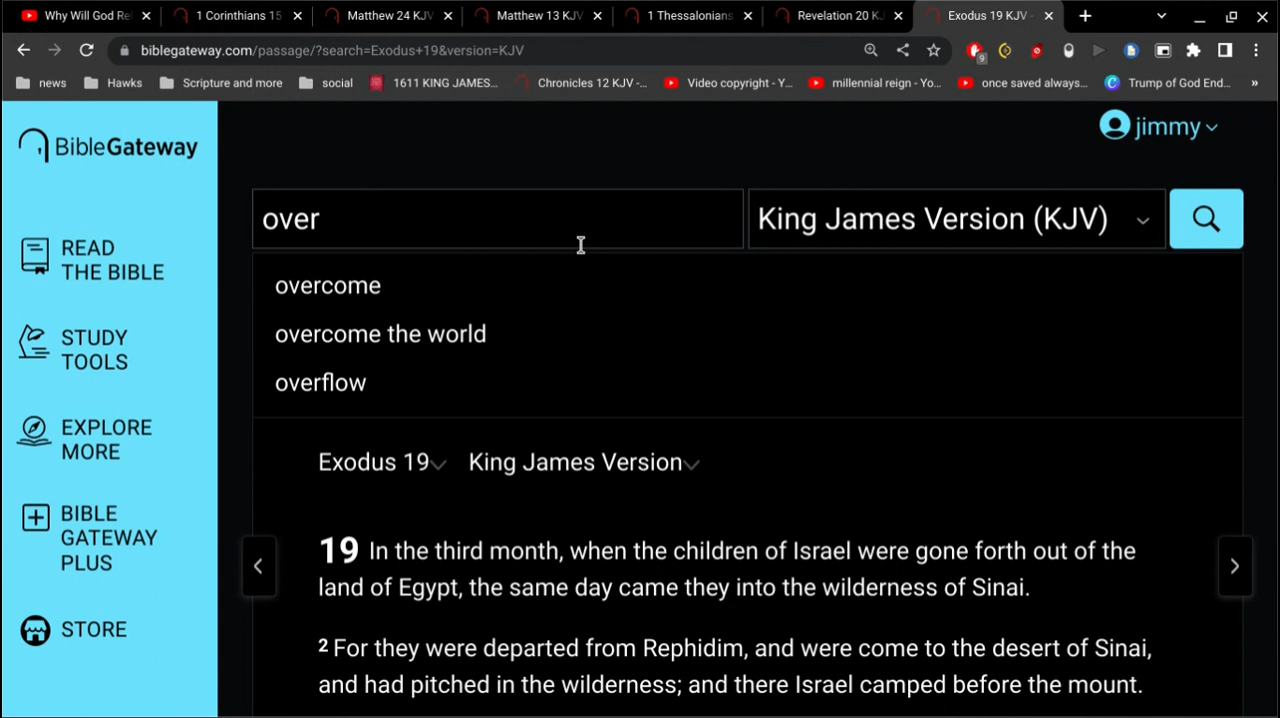 Why Will God Re
1 Corinthians 15
Matthew 24 KJV
Matthew 13 KJV
1 Thessalonians
Revelation 20 KJ
Exodus 19 KJV -
biblegateway.com/passage/?search=Exodus+19&version=KJV
9
news
Hawks
Scripture and more
social
1611 KING JAMES...
Chronicles 12 KJV -...
Video copyright - Y...
millennial reign - Yo...
once saved always...
Trump of God End...
»
BibleGateway
jimmy
over
King James Version (KJV)
READ
THE BIBLE
overcome
overcome the world
STUDY
TOOLS
overflow
EXPLORE
MORE
Exodus 19
King James Version
BIBLE
GATEWAY
PLUS
19 In the third month, when the children of Israel were gone forth out of the
land of Egypt, the same day came they into the wilderness of Sinai.
STORE
2 For they were departed from Rephidim, and were come to the desert of Sinai,
and had pitched in the wilderness; and there Israel camped before the mount.